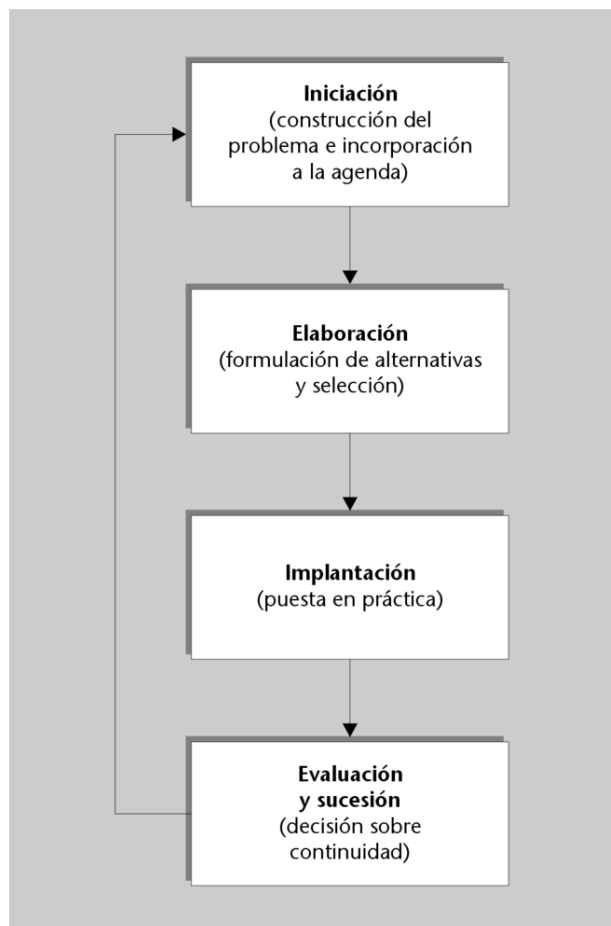 Iniciación
(construcción del
problema e incorporación
a la agenda)
Elaboración
(formulación de alternativas
y selección)
Implantación
(puesta en práctica)
Evaluación
y sucesión
(decisión sobre
continuidad)